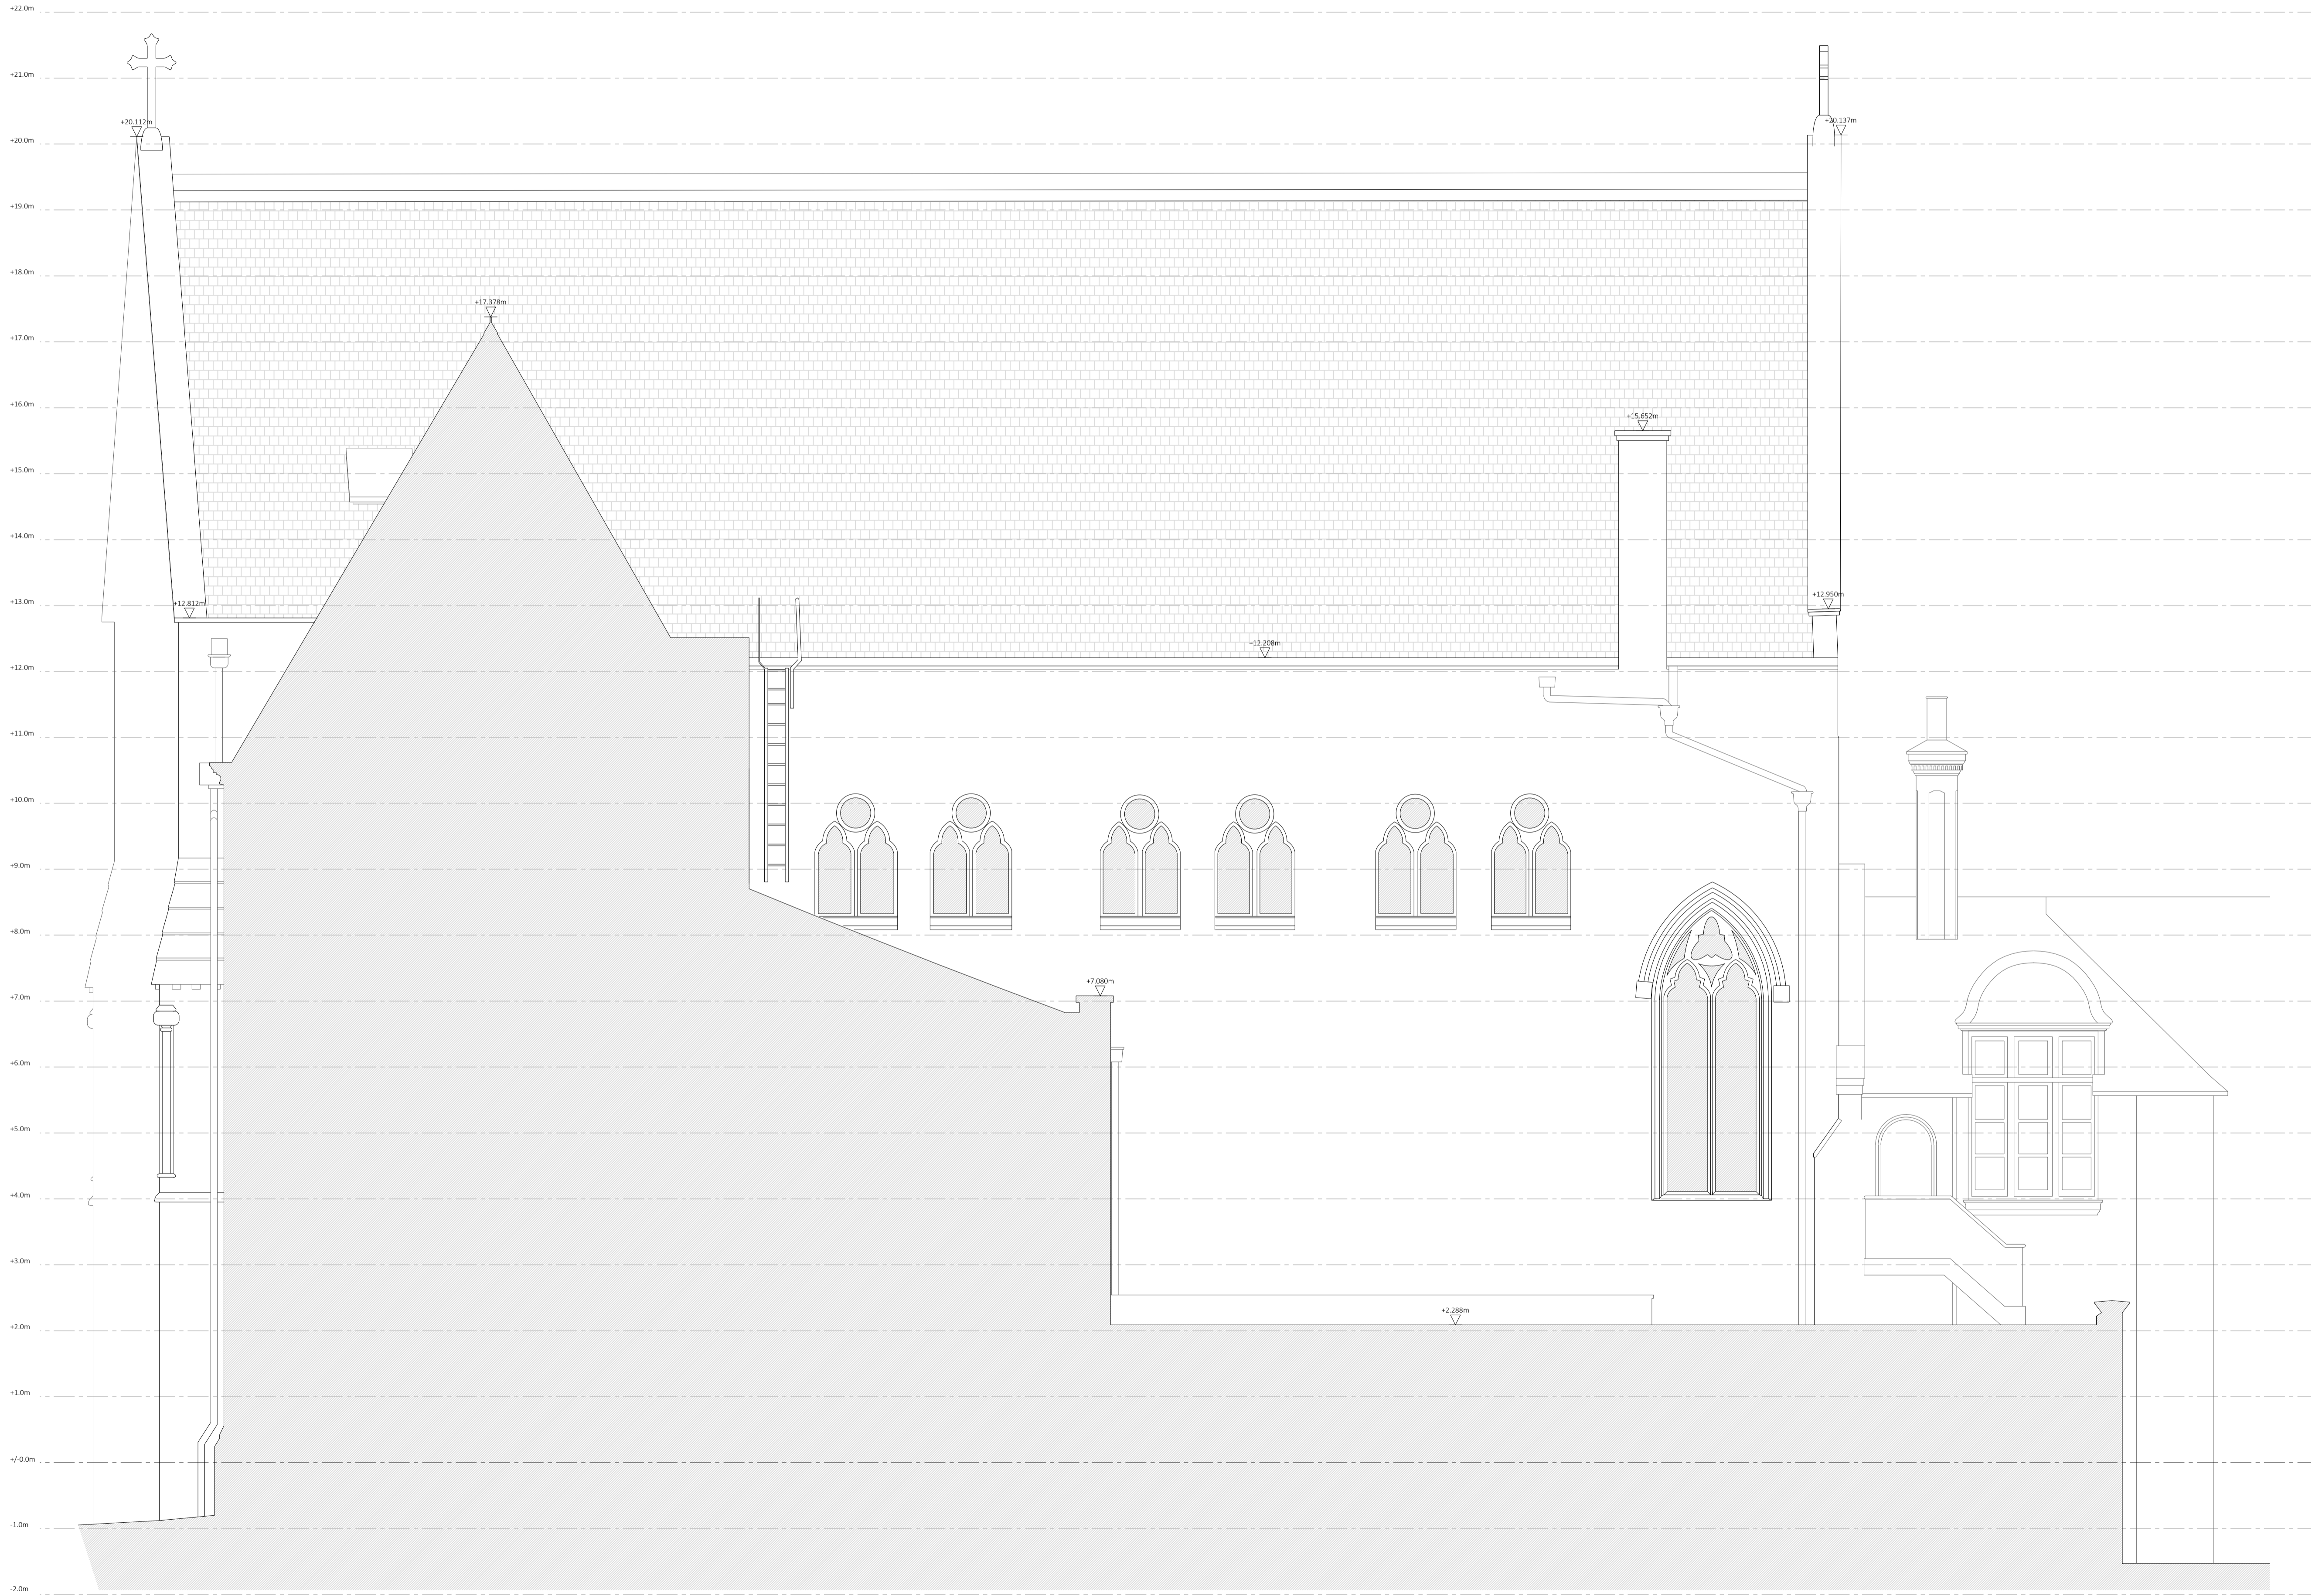 +22.0m
+21.0m
+20.112m
+20.137m
+20.0m
+19.0m
+18.0m
+17.378m
+17.0m
+16.0m
+15.652m
+15.0m
+14.0m
+13.0m
+12.812m
+12.950m
+12.208m
+12.0m
+11.0m
+10.0m
+9.0m
+8.0m
+7.080m
+7.0m
+6.0m
+5.0m
+4.0m
+3.0m
+2.288m
+2.0m
+1.0m
+/-0.0m
-1.0m
-2.0m